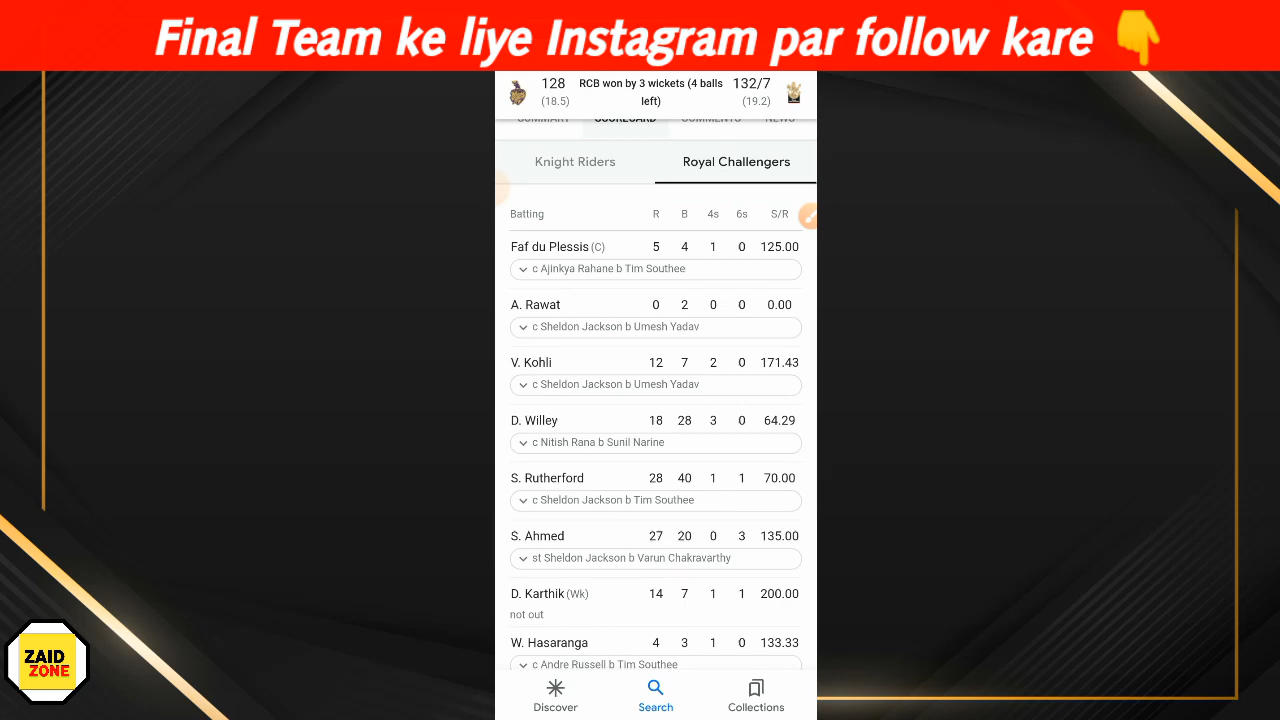 Final Team ke liye Instagram par follow kare
128 RCB won by 3 wickets (4 balls left) 132/7
(18.5) (19.2)
SUMMARY SCORECARD COMMENTS NEWS
Knight Riders Royal Challengers
Batting R B 4s 6s S/R
Faf du Plessis (C) 5 4 1 0 125.00
c Ajinkya Rahane b Tim Southee
A. Rawat 0 2 0 0 0.00
c Sheldon Jackson b Umesh Yadav
V. Kohli 12 7 2 0 171.43
c Sheldon Jackson b Umesh Yadav
D. Willey 18 28 3 0 64.29
c Nitish Rana b Sunil Narine
S. Rutherford 28 40 1 1 70.00
c Sheldon Jackson b Tim Southee
S. Ahmed 27 20 0 3 135.00
st Sheldon Jackson b Varun Chakravarthy
D. Karthik (Wk) 14 7 1 1 200.00
not out
W. Hasaranga 4 3 1 0 133.33
c Andre Russell b Tim Southee
Discover Search Collections
ZAID
ZONE